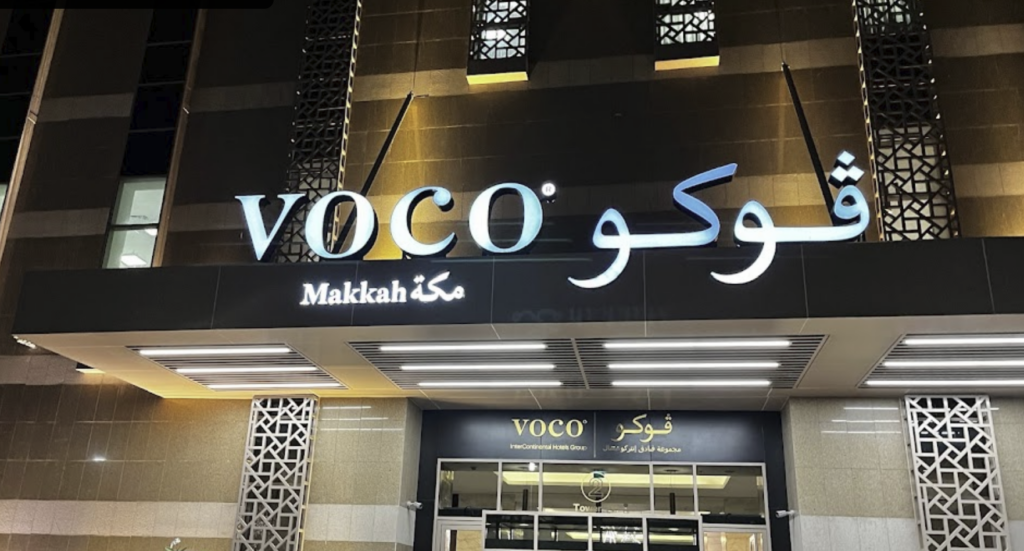 voco® ڤوكو
Makkah مكة
voco® ڤوكو
InterContinental Hotels Group مجموعة فنادق إنتركونتيننتال
2
Tower